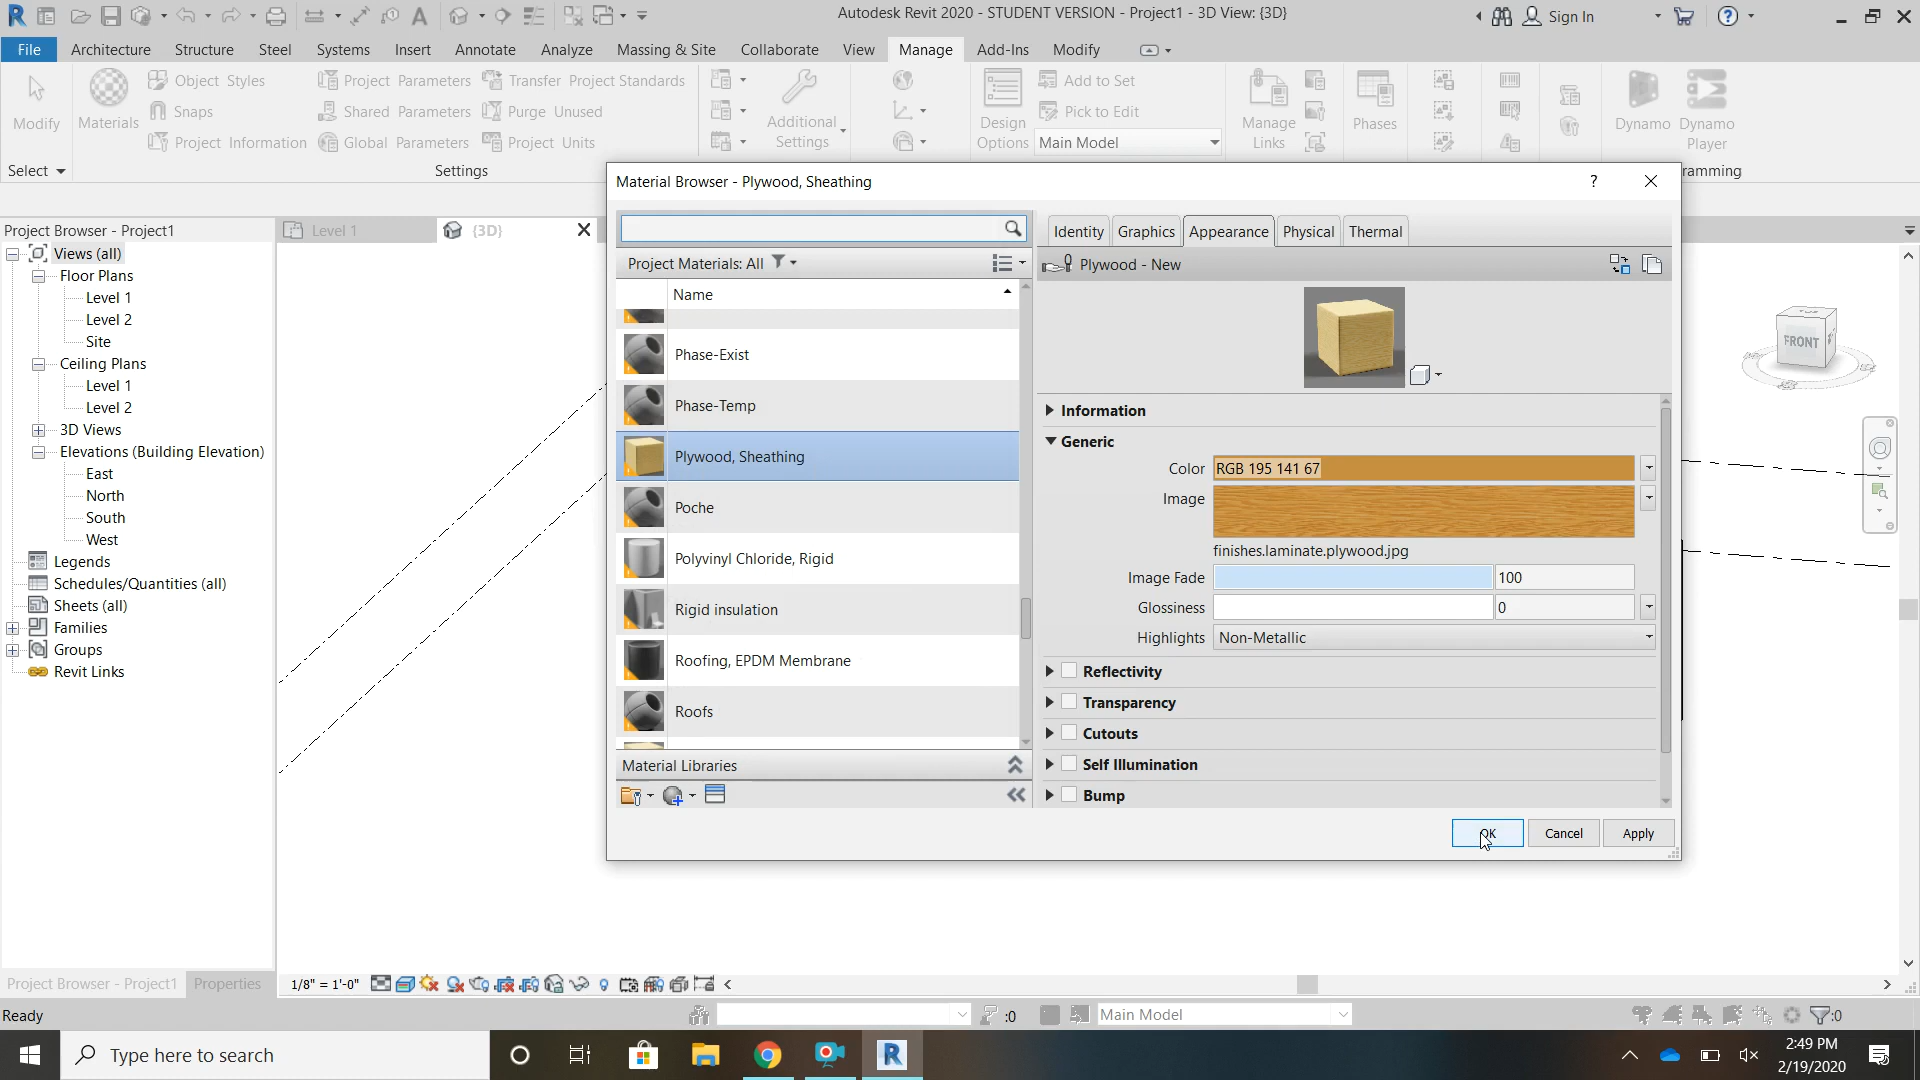 Autodesk Revit 2020 - STUDENT VERSION - Project1 - 3D View: {3D}
Sign In
File
Architecture
Structure
Steel
Systems
Insert
Annotate
Analyze
Massing & Site
Collaborate
View
Manage
Add-Ins
Modify
Modify
Materials
Object Styles
Snaps
Project Information
Project Parameters
Shared Parameters
Global Parameters
Transfer Project Standards
Purge Unused
Project Units
Additional
Settings
Design
Options
Add to Set
Pick to Edit
Main Model
Manage
Links
Phases
Dynamo
Dynamo
Player
Select
Settings
ramming
Project Browser - Project1
Views (all)
Floor Plans
Level 1
Level 2
Site
Ceiling Plans
Level 1
Level 2
3D Views
Elevations (Building Elevation)
East
North
South
West
Legends
Schedules/Quantities (all)
Sheets (all)
Families
Groups
Revit Links
Project Browser - Project1
Properties
Level 1
{3D}
Material Browser - Plywood, Sheathing
?
Project Materials: All
Name
Phase-Exist
Phase-Temp
Plywood, Sheathing
Poche
Polyvinyl Chloride, Rigid
Rigid insulation
Roofing, EPDM Membrane
Roofs
Material Libraries
Identity
Graphics
Appearance
Physical
Thermal
Plywood - New
Information
Generic
Color RGB 195 141 67
Image
finishes.laminate.plywood.jpg
Image Fade 100
Glossiness 0
Highlights Non-Metallic
Reflectivity
Transparency
Cutouts
Self Illumination
Bump
OK
Cancel
Apply
FRONT
1/8" = 1'-0"
Ready
:0
Main Model
:0
Type here to search
2:49 PM
2/19/2020